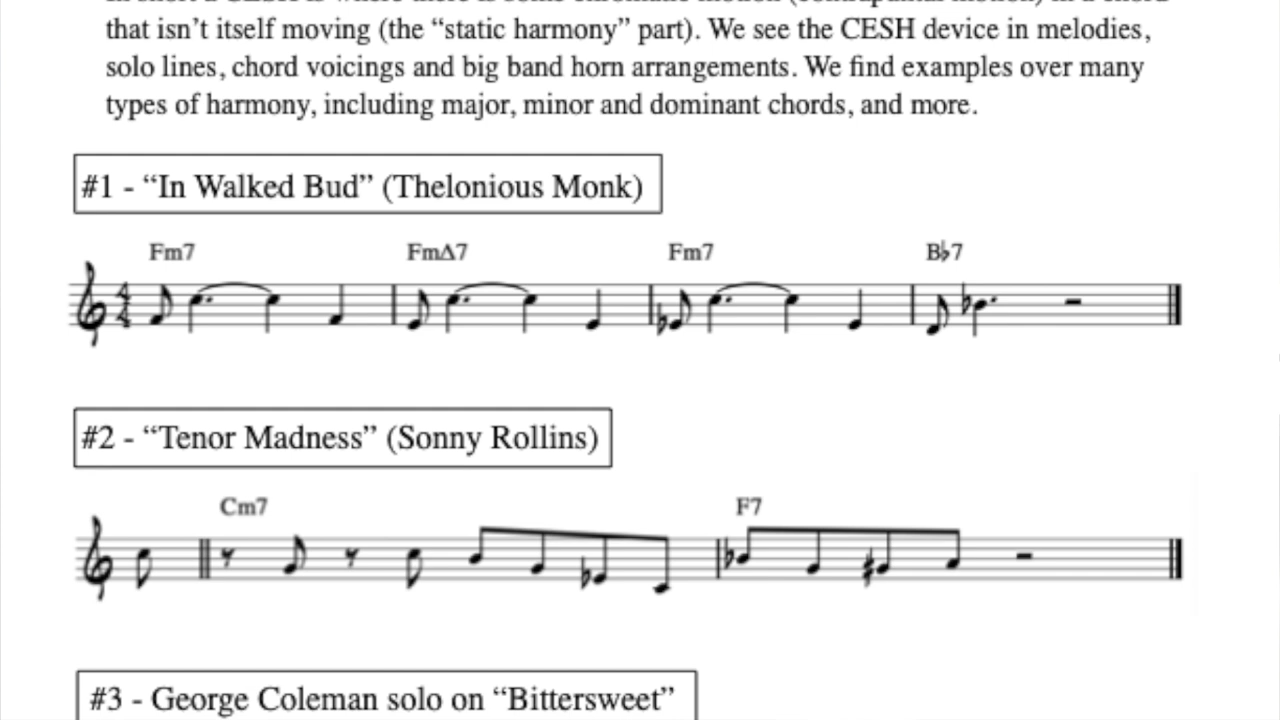 that isn’t itself moving (the “static harmony” part). We see the CESH device in melodies,
solo lines, chord voicings and big band horn arrangements. We find examples over many
types of harmony, including major, minor and dominant chords, and more.
#1 - “In Walked Bud” (Thelonious Monk)
Fm7 FmΔ7 Fm7 B♭7
4
4
#2 - “Tenor Madness” (Sonny Rollins)
Cm7 F7
#3 - George Coleman solo on “Bittersweet”